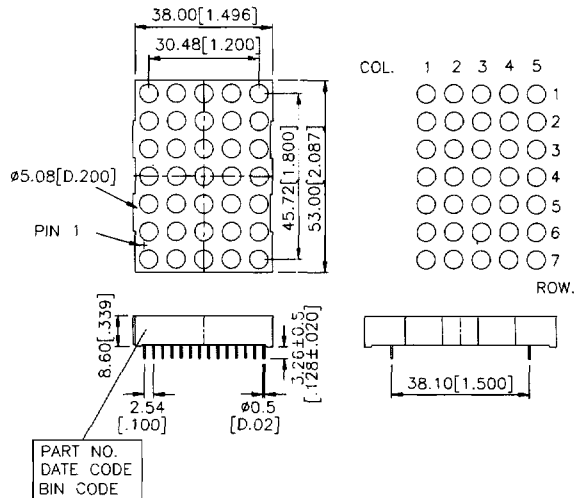 38.00[1.496]
30.48[1.200]
COL. 1 2 3 4 5
1
2
3
4
5
6
7
ROW.
ø5.08[D.200]
PIN 1
45.72[1.800]
53.00[2.087]
8.60[.339]
3.26±0.5
[.128±.020]
2.54
[.100]
ø0.5
[D.02]
38.10[1.500]
PART NO.
DATE CODE
BIN CODE